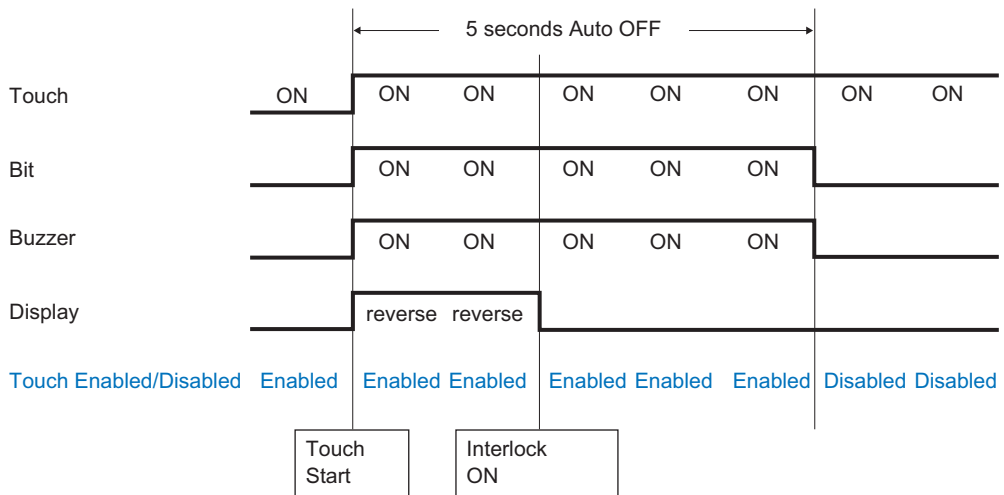 5 seconds Auto OFF
Touch ON ON ON ON ON ON ON ON
Bit ON ON ON ON ON
Buzzer ON ON ON ON ON
Display reverse reverse
Touch Enabled/Disabled Enabled Enabled Enabled Enabled Enabled Enabled Disabled Disabled
Touch
Start
Interlock
ON